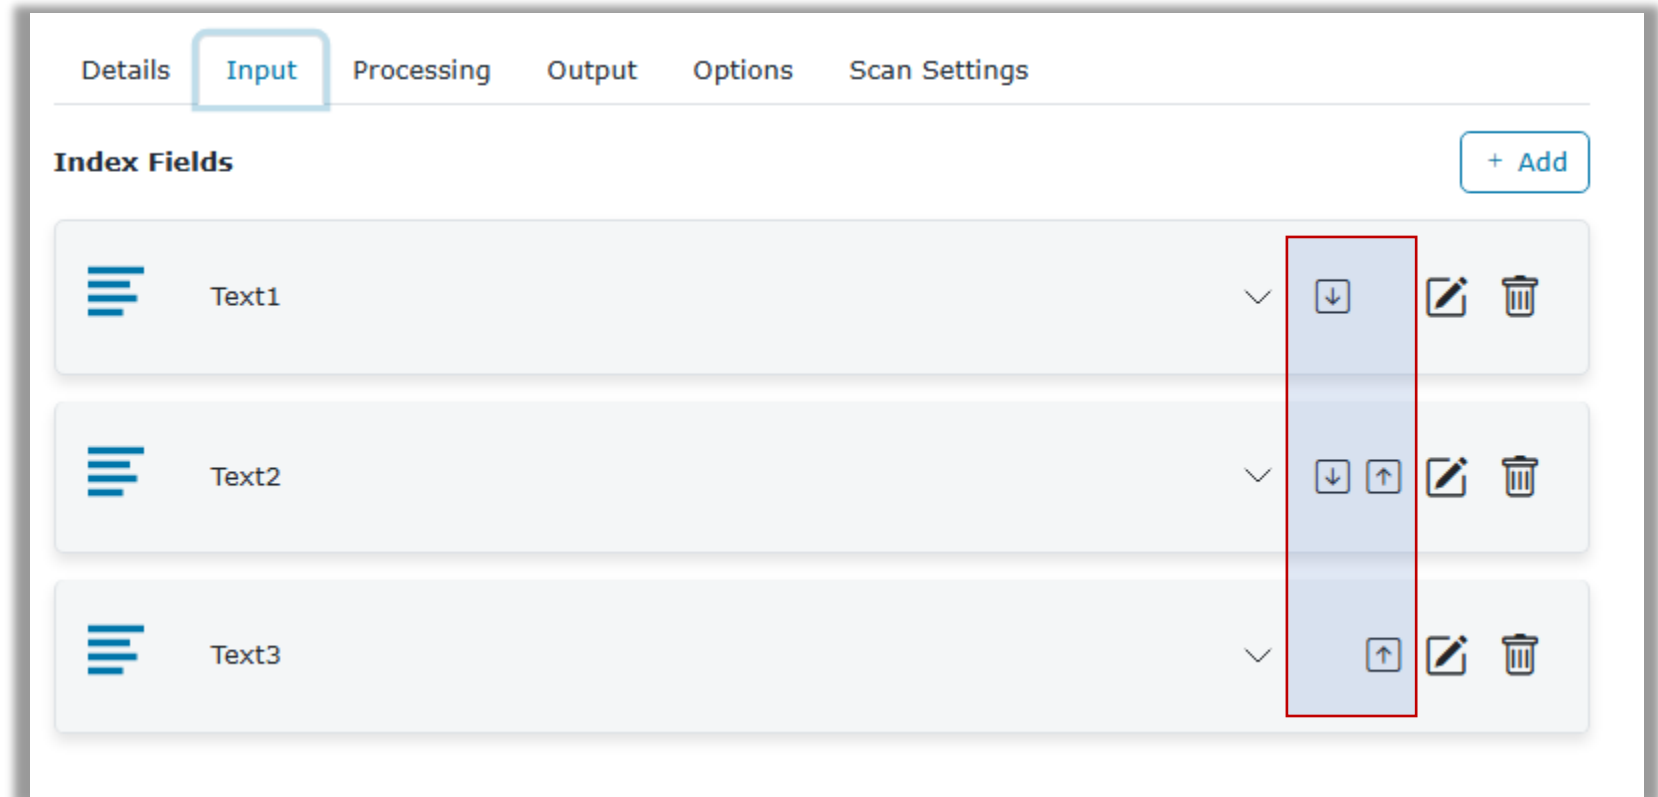 Details Input Processing Output Options Scan Settings
Index Fields + Add
Text1
Text2
Text3